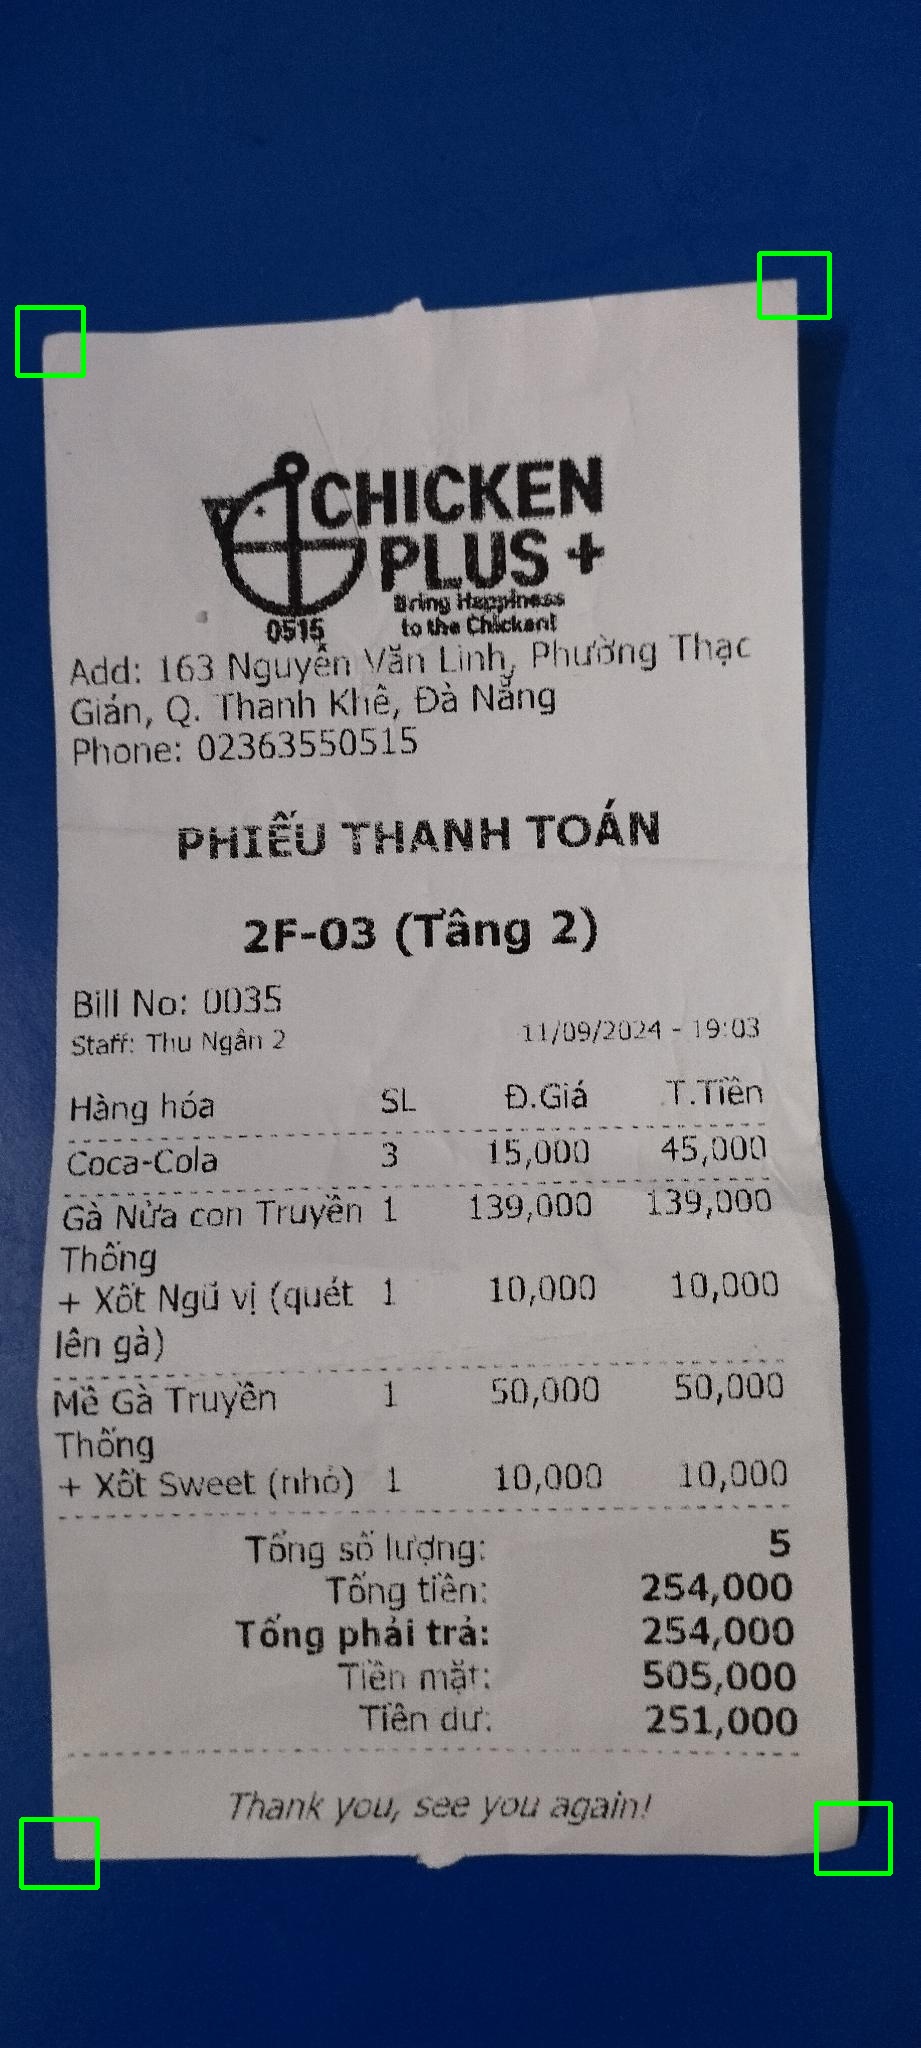 CHICKEN
PLUS +
Bring Happiness
to the Chicken!
0515
Add: 163 Nguyễn Văn Linh, Phường Thạc
Gián, Q. Thanh Khê, Đà Nẵng
Phone: 02363550515
PHIẾU THANH TOÁN
2F-03 (Tầng 2)
Bill No: 0035
Staff: Thu Ngân 2 11/09/2024 - 19:03
Hàng hóa SL Đ.Giá T.Tiền
Coca-Cola 3 15,000 45,000
Gà Nửa con Truyền 1 139,000 139,000
Thống
+ Xốt Ngũ vị (quét 1 10,000 10,000
lên gà)
Mề Gà Truyền 1 50,000 50,000
Thống
+ Xốt Sweet (nhỏ) 1 10,000 10,000
Tổng số lượng: 5
Tổng tiền: 254,000
Tổng phải trả: 254,000
Tiền mặt: 505,000
Tiền dư: 251,000
Thank you, see you again!